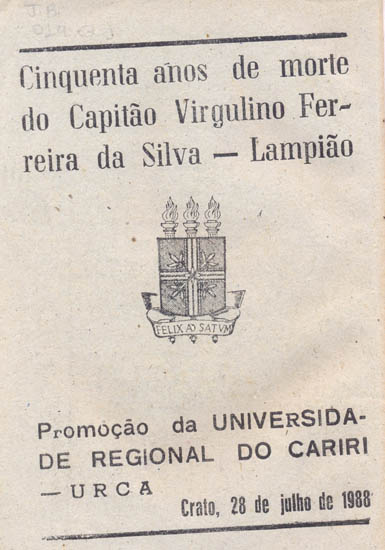 J.B.
Cinquenta anos de morte
do Capitão Virgulino Fer-
reira da Silva — Lampião
FELIX AD SATVM
Promoção da UNIVERSIDA-
DE REGIONAL DO CARIRI
— URCA
Crato, 28 de julho de 1988